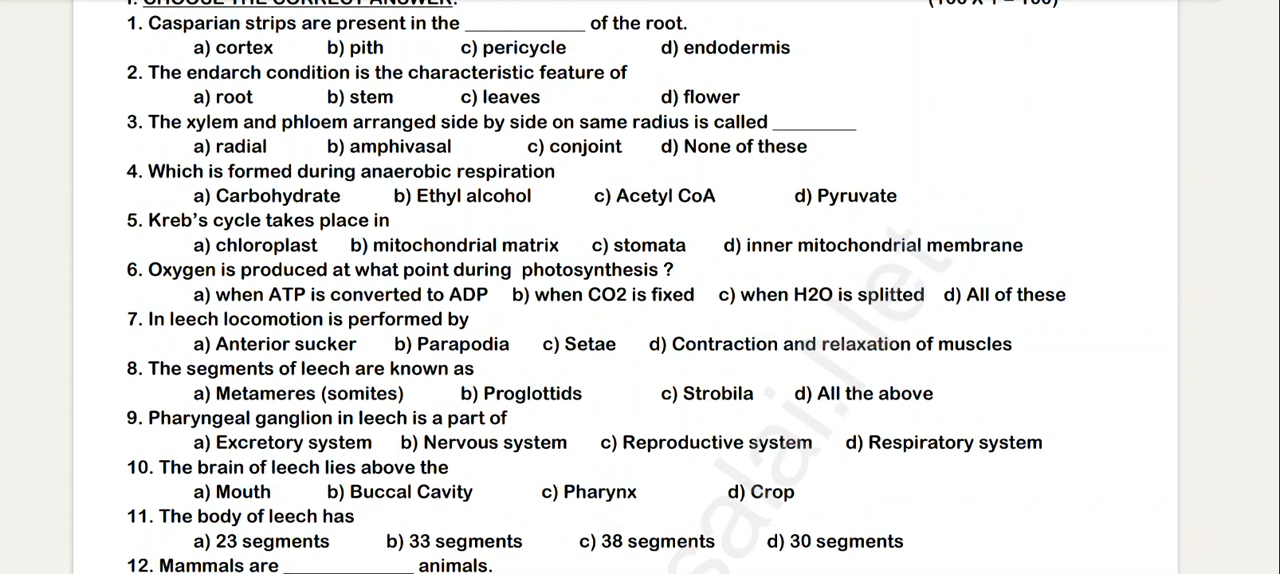 I. CHOOSE THE CORRECT ANSWER. (100 X 1 = 100)
1. Casparian strips are present in the ____________ of the root.
a) cortex b) pith c) pericycle d) endodermis
2. The endarch condition is the characteristic feature of
a) root b) stem c) leaves d) flower
3. The xylem and phloem arranged side by side on same radius is called ________
a) radial b) amphivasal c) conjoint d) None of these
4. Which is formed during anaerobic respiration
a) Carbohydrate b) Ethyl alcohol c) Acetyl CoA d) Pyruvate
5. Kreb's cycle takes place in
a) chloroplast b) mitochondrial matrix c) stomata d) inner mitochondrial membrane
6. Oxygen is produced at what point during photosynthesis ?
a) when ATP is converted to ADP b) when CO2 is fixed c) when H2O is splitted d) All of these
7. In leech locomotion is performed by
a) Anterior sucker b) Parapodia c) Setae d) Contraction and relaxation of muscles
8. The segments of leech are known as
a) Metameres (somites) b) Proglottids c) Strobila d) All the above
9. Pharyngeal ganglion in leech is a part of
a) Excretory system b) Nervous system c) Reproductive system d) Respiratory system
10. The brain of leech lies above the
a) Mouth b) Buccal Cavity c) Pharynx d) Crop
11. The body of leech has
a) 23 segments b) 33 segments c) 38 segments d) 30 segments
12. Mammals are _____________ animals.